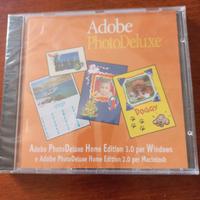 Adobe
PhotoDeluxe
DOGGY
Adobe PhotoDeluxe Home Edition 3.0 per Windows
e Adobe PhotoDeluxe Home Edition 2.0 per Macintosh